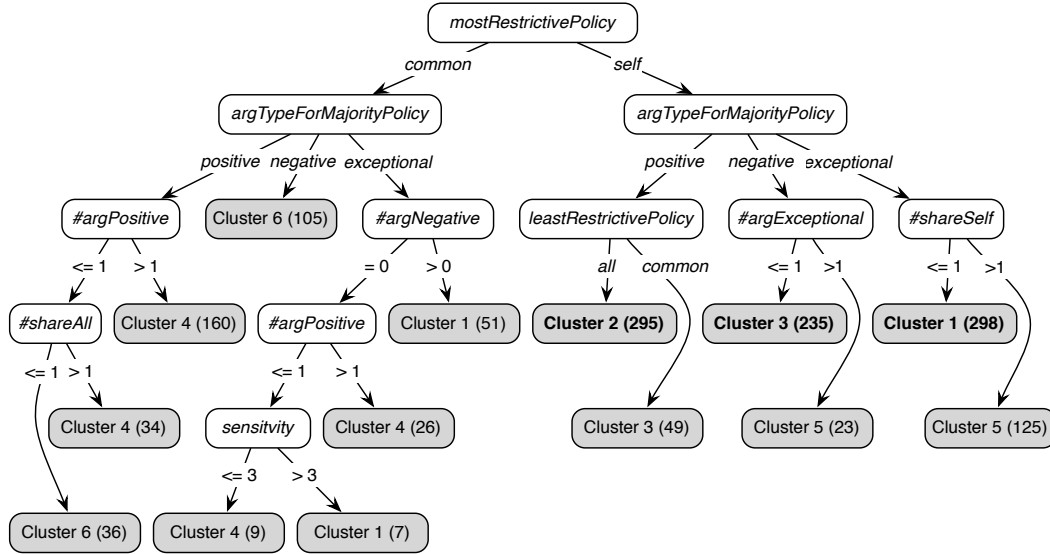 mostRestrictivePolicy
common
self
argTypeForMajorityPolicy
argTypeForMajorityPolicy
positive
negative
exceptional
positive
negative
exceptional
#argPositive
Cluster 6 (105)
#argNegative
leastRestrictivePolicy
#argExceptional
#shareSelf
<= 1
> 1
= 0
> 0
all
common
<= 1
>1
<= 1
>1
#shareAll
Cluster 4 (160)
#argPositive
Cluster 1 (51)
Cluster 2 (295)
Cluster 3 (235)
Cluster 1 (298)
<= 1
> 1
<= 1
> 1
Cluster 4 (34)
sensitvity
Cluster 4 (26)
Cluster 3 (49)
Cluster 5 (23)
Cluster 5 (125)
<= 3
> 3
Cluster 6 (36)
Cluster 4 (9)
Cluster 1 (7)